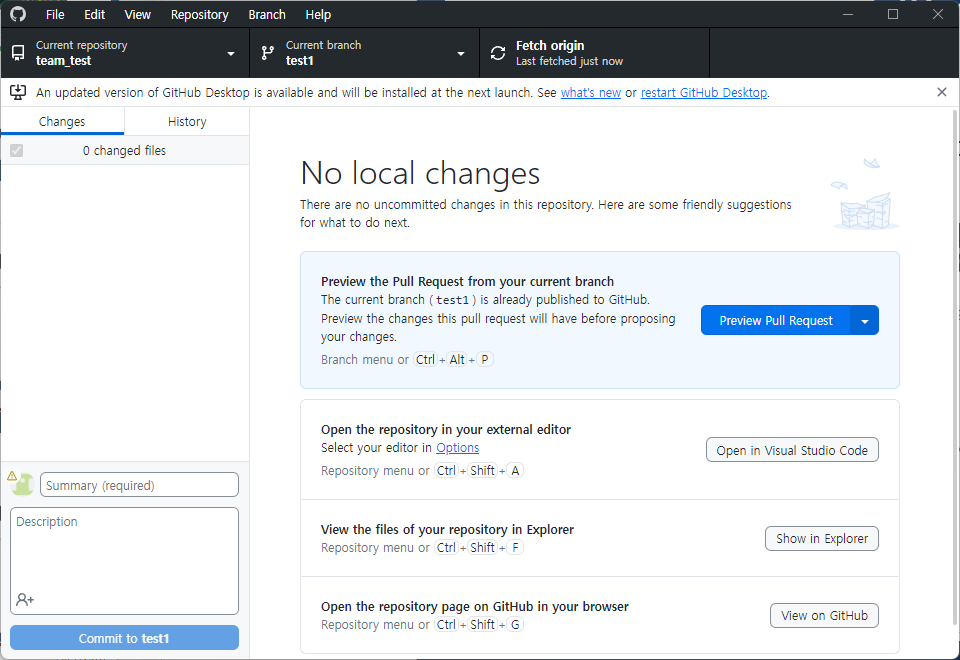 File Edit View Repository Branch Help
Current repository
team_test
Current branch
test1
Fetch origin
Last fetched just now
An updated version of GitHub Desktop is available and will be installed at the next launch. See what's new or restart GitHub Desktop.
Changes
History
0 changed files
No local changes
There are no uncommitted changes in this repository. Here are some friendly suggestions
for what to do next.
Preview the Pull Request from your current branch
The current branch ( test1 ) is already published to GitHub.
Preview the changes this pull request will have before proposing
your changes.
Branch menu or Ctrl + Alt + P
Preview Pull Request
Open the repository in your external editor
Select your editor in Options
Repository menu or Ctrl + Shift + A
Open in Visual Studio Code
View the files of your repository in Explorer
Repository menu or Ctrl + Shift + F
Show in Explorer
Open the repository page on GitHub in your browser
Repository menu or Ctrl + Shift + G
View on GitHub
Summary (required)
Description
Commit to test1